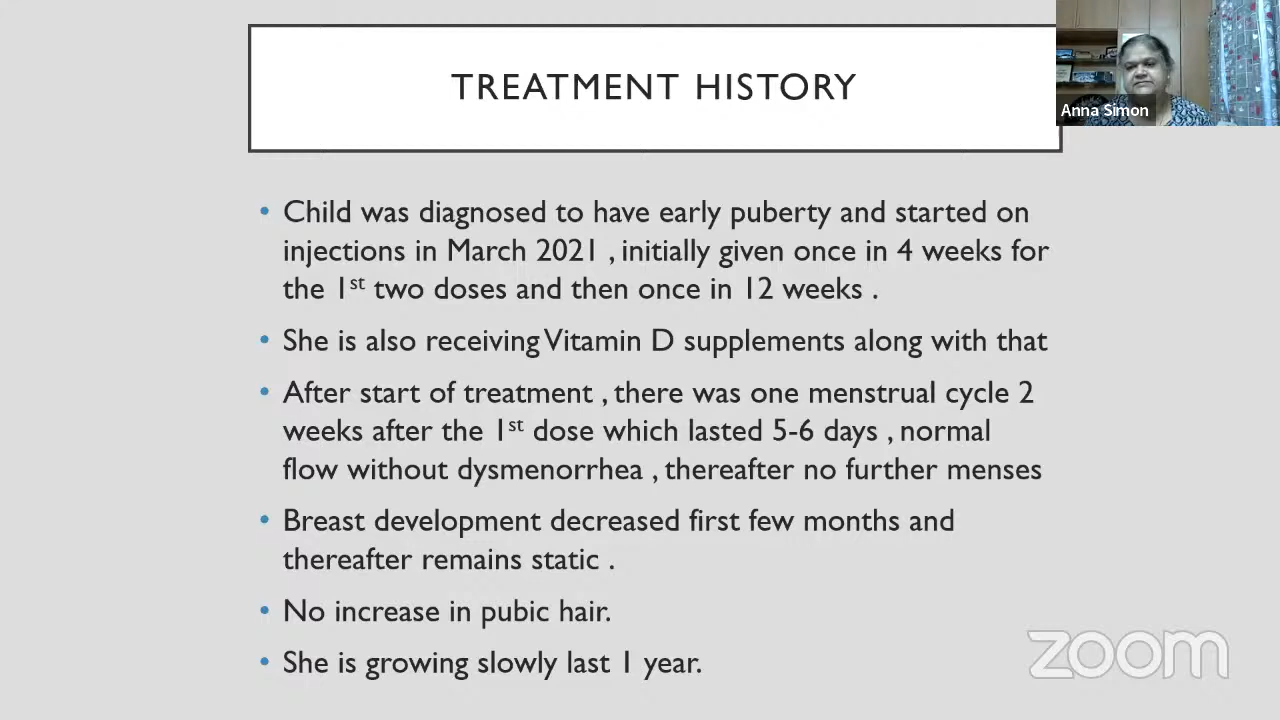 TREATMENT HISTORY
Anna Simon
• Child was diagnosed to have early puberty and started on
injections in March 2021 , initially given once in 4 weeks for
the 1st two doses and then once in 12 weeks .
• She is also receiving Vitamin D supplements along with that
• After start of treatment , there was one menstrual cycle 2
weeks after the 1st dose which lasted 5-6 days , normal
flow without dysmenorrhea , thereafter no further menses
• Breast development decreased first few months and
thereafter remains static .
• No increase in pubic hair.
• She is growing slowly last 1 year.
zoom